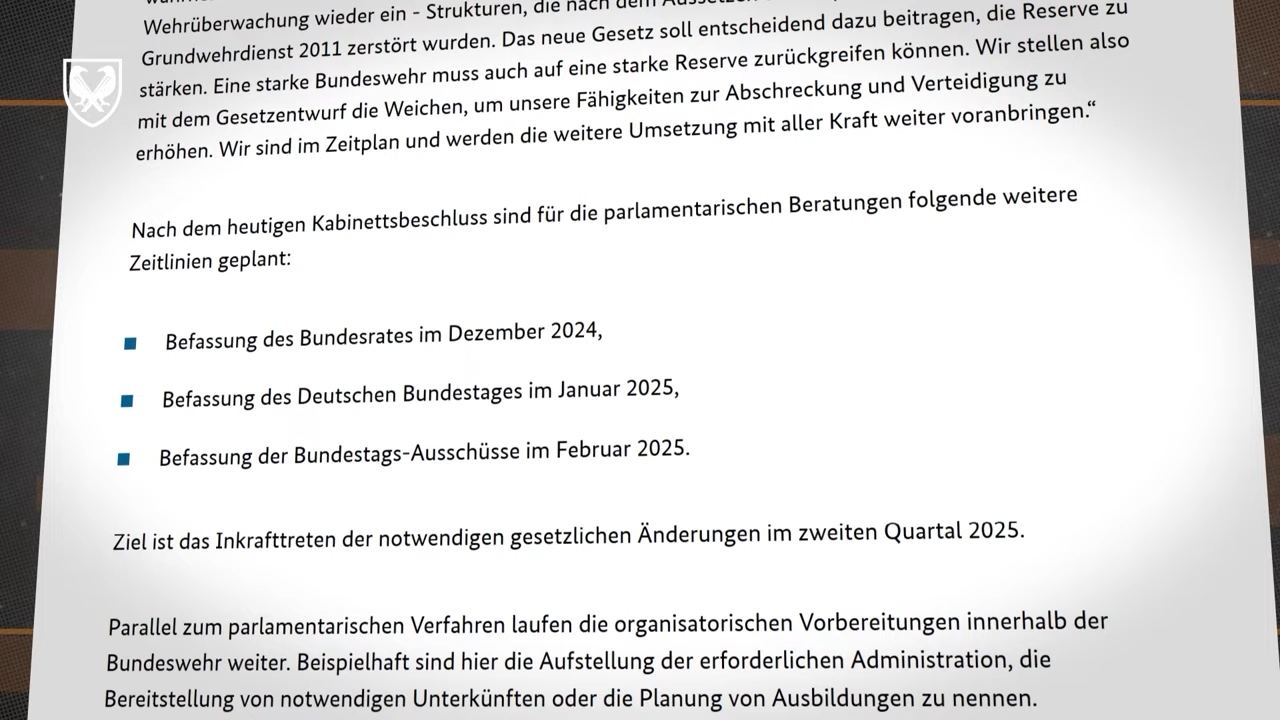 Wehrüberwachung wieder ein - Strukturen, die nach dem
Grundwehrdienst 2011 zerstört wurden. Das neue Gesetz soll entscheidend dazu beitragen, die Reserve zu
stärken. Eine starke Bundeswehr muss auch auf eine starke Reserve zurückgreifen können. Wir stellen also
mit dem Gesetzentwurf die Weichen, um unsere Fähigkeiten zur Abschreckung und Verteidigung zu
erhöhen. Wir sind im Zeitplan und werden die weitere Umsetzung mit aller Kraft weiter voranbringen.“
Nach dem heutigen Kabinettsbeschluss sind für die parlamentarischen Beratungen folgende weitere
Zeitlinien geplant:
Befassung des Bundesrates im Dezember 2024,
Befassung des Deutschen Bundestages im Januar 2025,
Befassung der Bundestags-Ausschüsse im Februar 2025.
Ziel ist das Inkrafttreten der notwendigen gesetzlichen Änderungen im zweiten Quartal 2025.
Parallel zum parlamentarischen Verfahren laufen die organisatorischen Vorbereitungen innerhalb der
Bundeswehr weiter. Beispielhaft sind hier die Aufstellung der erforderlichen Administration, die
Bereitstellung von notwendigen Unterkünften oder die Planung von Ausbildungen zu nennen.